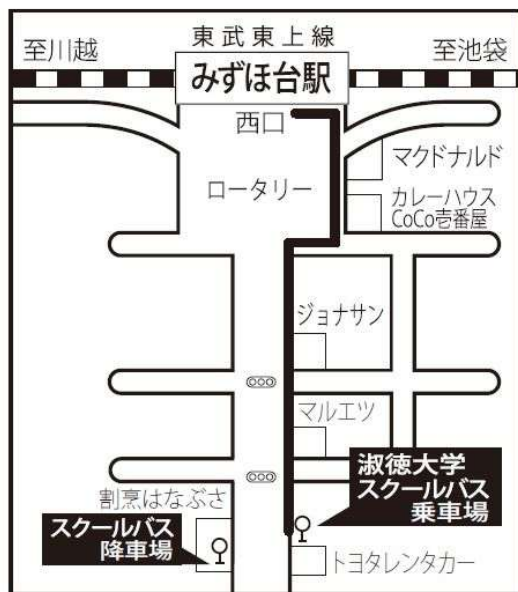 東武東上線
至川越
至池袋
みずほ台駅
西口
マクドナルド
ロータリー
カレーハウス
CoCo壱番屋
ジョナサン
マルエツ
淑徳大学
スクールバス
乗車場
割烹はなぶさ
スクールバス
降車場
トヨタレンタカー